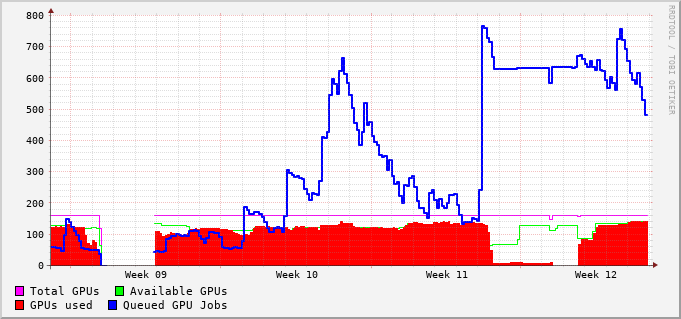 800
700
600
500
400
300
200
100
0
Week 09 Week 10 Week 11 Week 12
Total GPUs Available GPUs
GPUs used Queued GPU Jobs
RRDTOOL / TOBI OETIKER